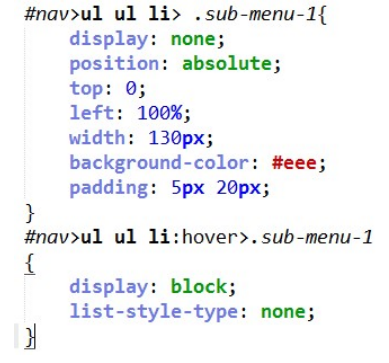 #nav>ul ul li> .sub-menu-1{
display: none;
position: absolute;
top: 0;
left: 100%;
width: 130px;
background-color: #eee;
padding: 5px 20px;
}
#nav>ul ul li:hover>.sub-menu-1
{
display: block;
list-style-type: none;
}